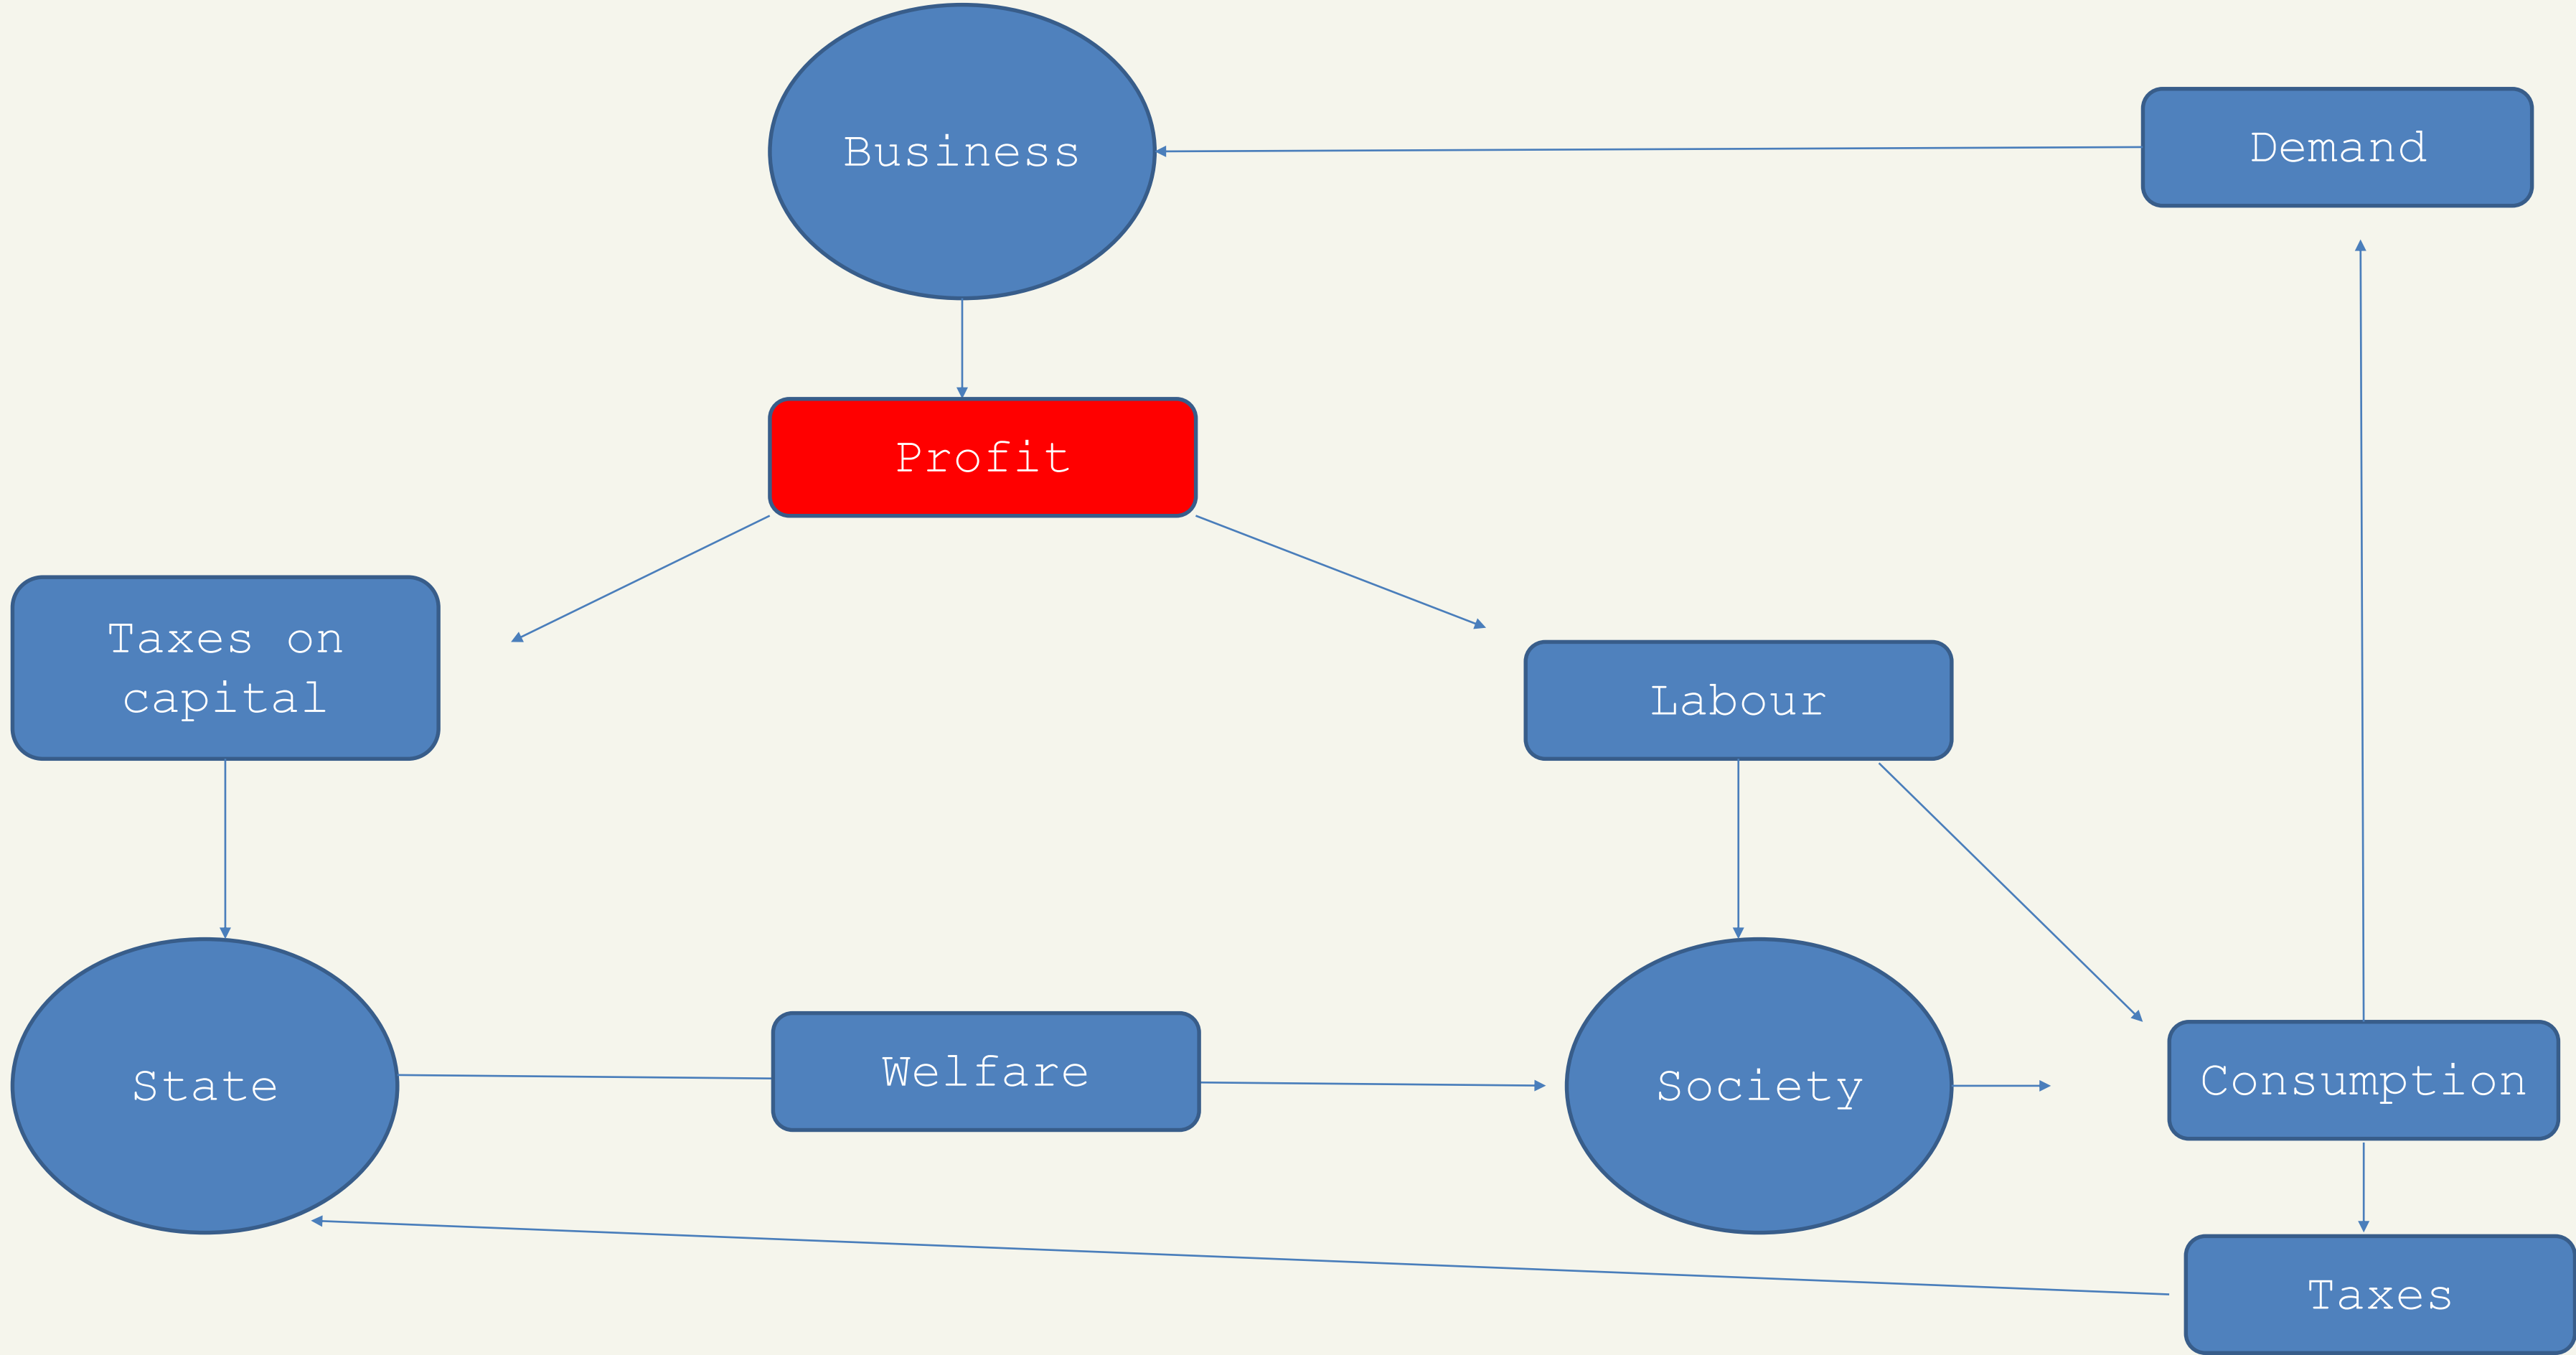 Business
Demand
Profit
Taxes on
capital
Labour
State
Welfare
Society
Consumption
Taxes